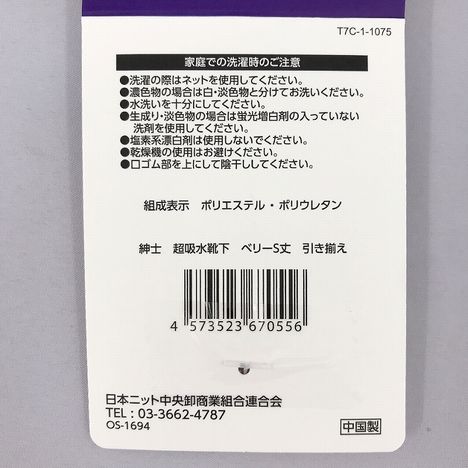 T7C-1-1075
家庭での洗濯時のご注意
●洗濯の際はネットを使用してください。
●濃色物の場合は白・淡色物と分けてお洗いください。
●水洗いを十分にしてください。
●生成り・淡色物の場合は蛍光増白剤の入っていない
洗剤を使用してください。
●塩素系漂白剤は使用しないでください。
●乾燥機の使用はお避けください。
●口ゴム部を上にして陰干ししてください。
組成表示 ポリエステル・ポリウレタン
紳士 超吸水靴下 ベリーS丈 引き揃え
4 573523 670556
日本ニット中央卸商業組合連合会
TEL : 03-3662-4787
OS-1694
中国製